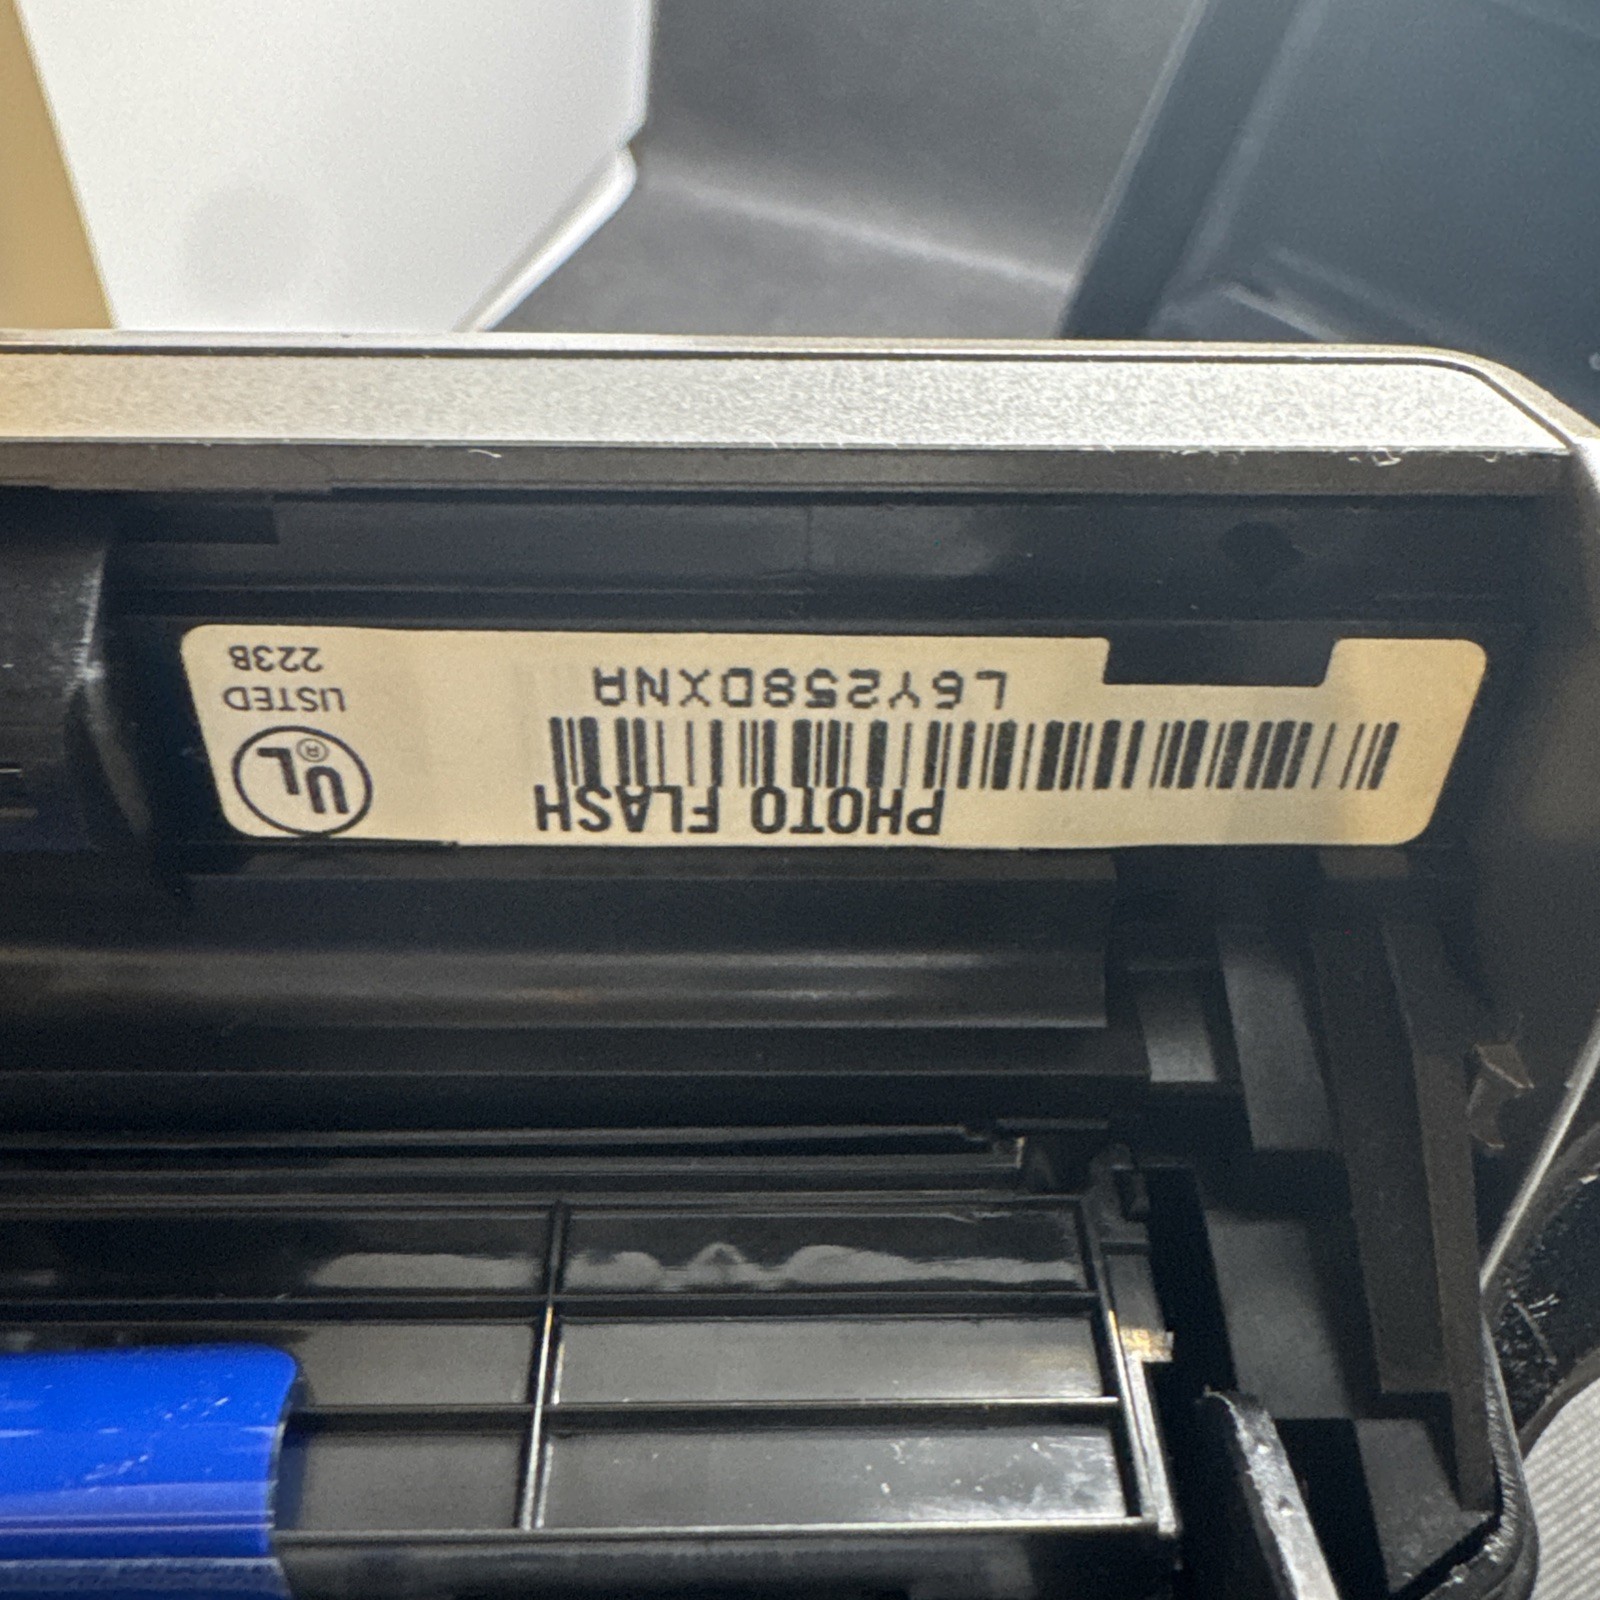 PHOTO FLASH
L6Y258DXNA
UL®
LISTED
223B